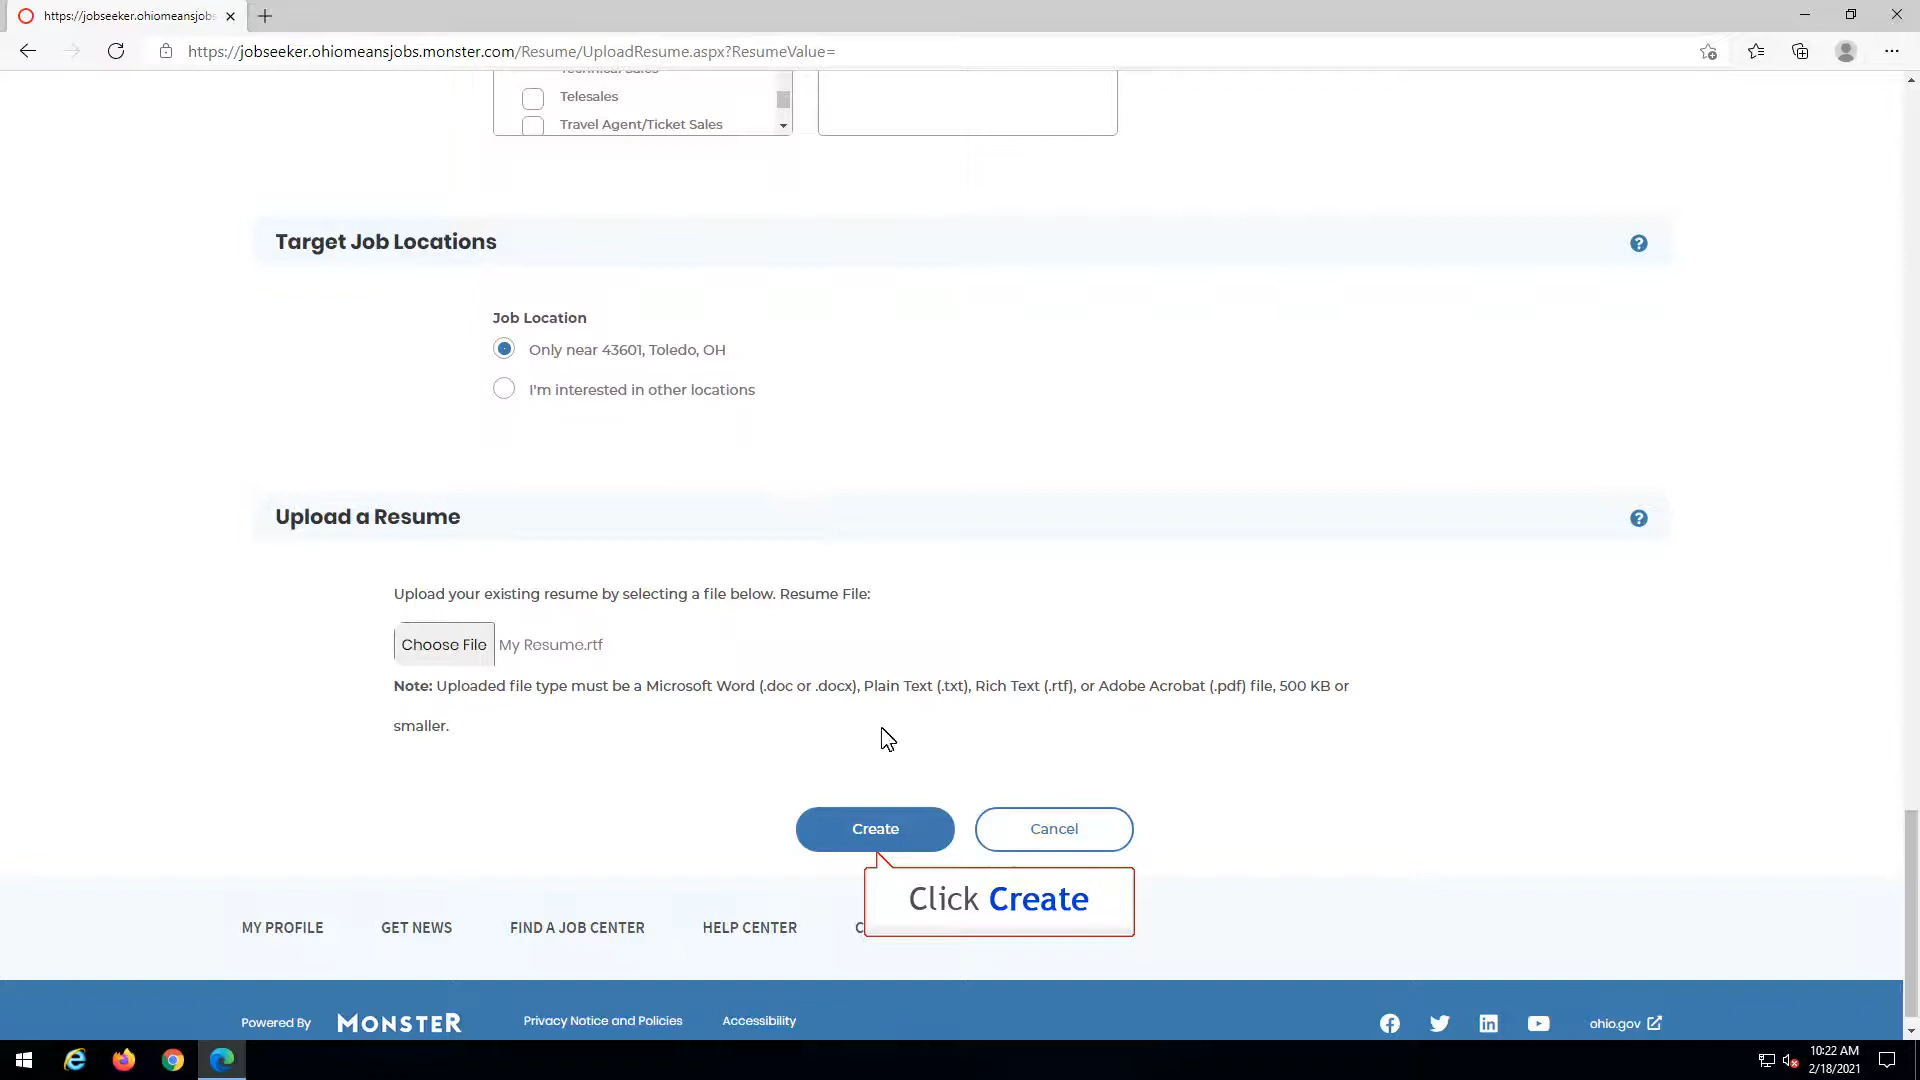 https://jobseeker.ohiomeansjobs
https://jobseeker.ohiomeansjobs.monster.com/Resume/UploadResume.aspx?ResumeValue=
Technical Sales
Telesales
Travel Agent/Ticket Sales
Target Job Locations
?
Job Location
Only near 43601, Toledo, OH
I'm interested in other locations
Upload a Resume
?
Upload your existing resume by selecting a file below. Resume File:
Choose File My Resume.rtf
Note: Uploaded file type must be a Microsoft Word (.doc or .docx), Plain Text (.txt), Rich Text (.rtf), or Adobe Acrobat (.pdf) file, 500 KB or
smaller.
Create Cancel
Click Create
MY PROFILE GET NEWS FIND A JOB CENTER HELP CENTER
Powered By MONSTER Privacy Notice and Policies Accessibility ohio.gov
10:22 AM
2/18/2021